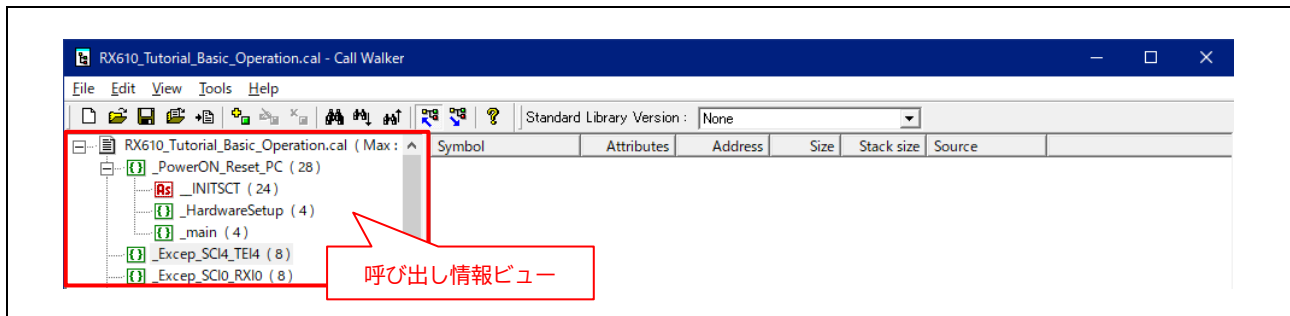 RX610_Tutorial_Basic_Operation.cal - Call Walker
File Edit View Tools Help
Standard Library Version : None
RX610_Tutorial_Basic_Operation.cal ( Max :
Symbol Attributes Address Size Stack size Source
_PowerON_Reset_PC ( 28 )
As __INITSCT ( 24 )
_HardwareSetup ( 4 )
_main ( 4 )
_Excep_SCI4_TEI4 ( 8 )
_Excep_SCI0_RXI0 ( 8 )
呼び出し情報ビュー